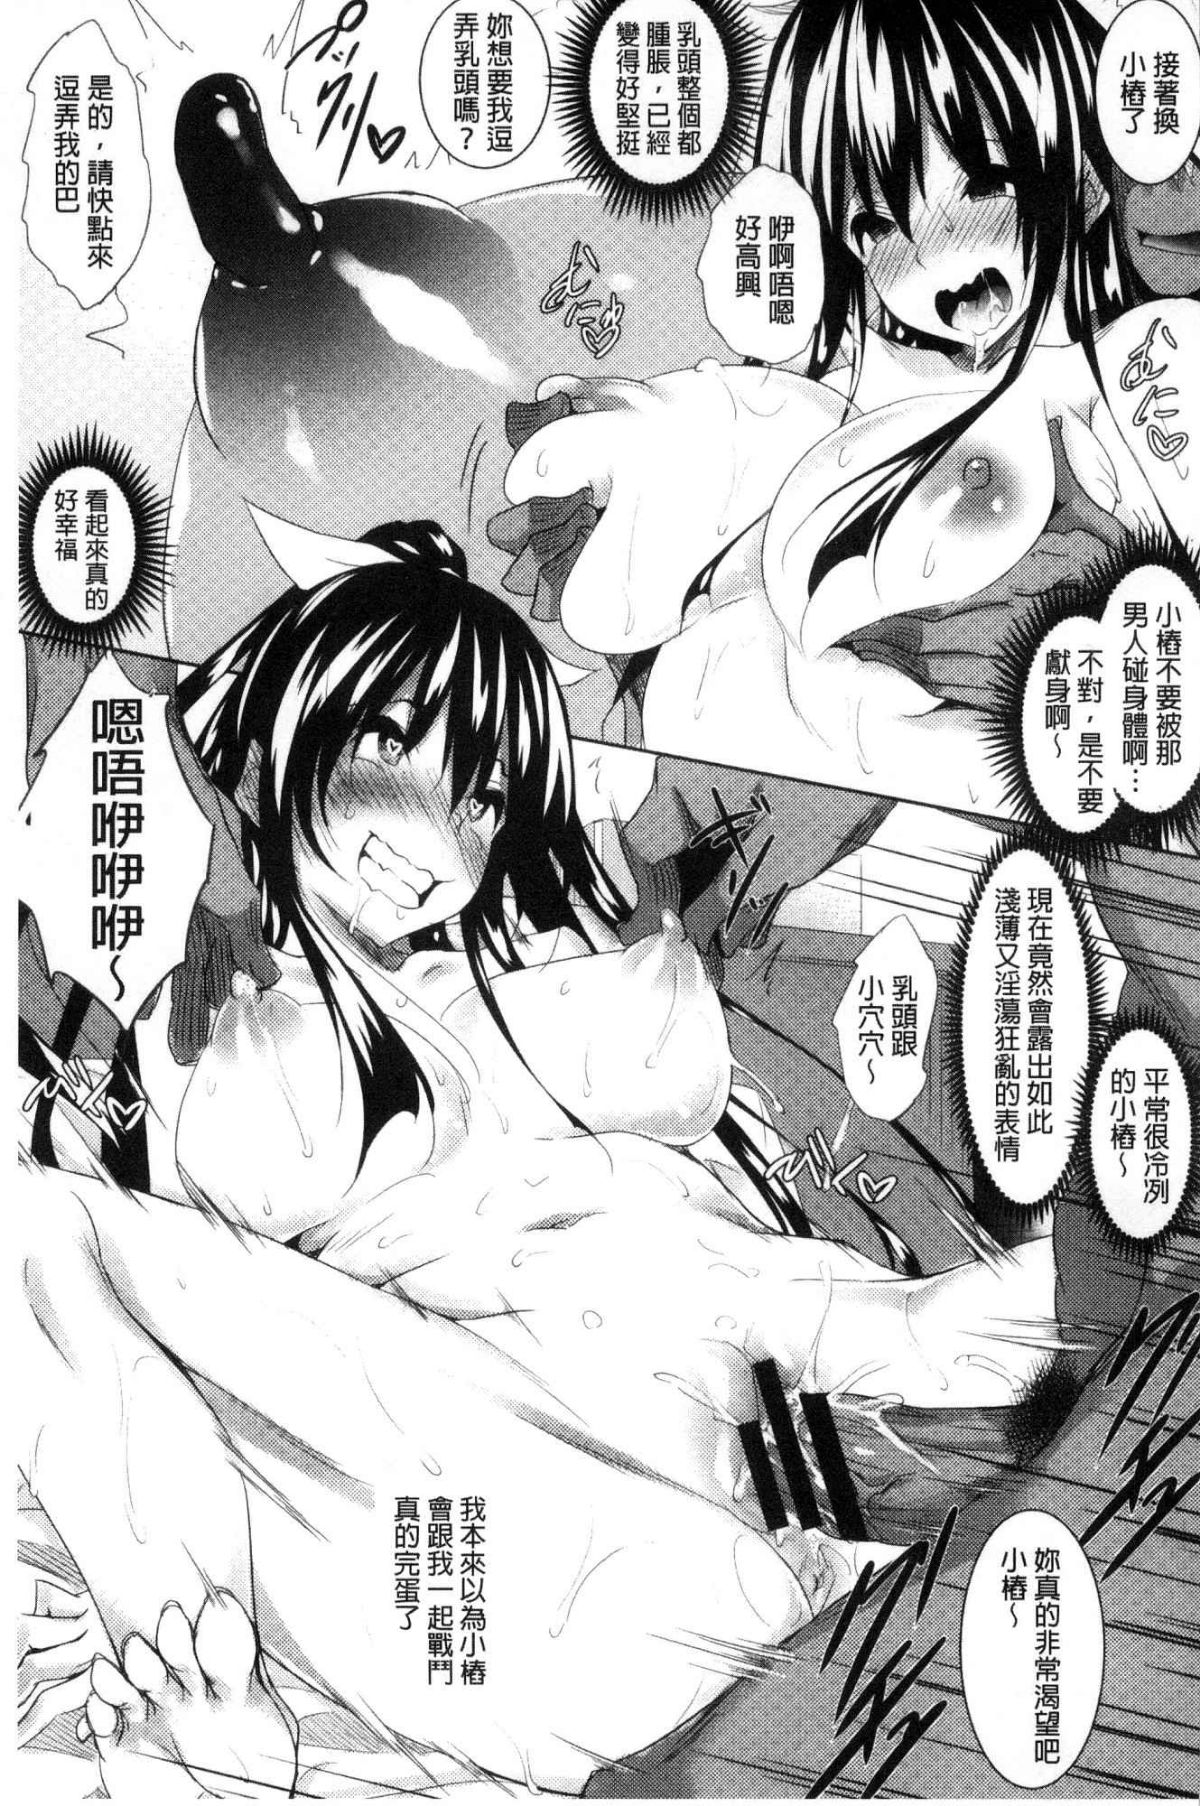 接著換
小樁了
乳頭整個都
腫脹，已經
變得好堅挺
咿啊唔嗯
好高興
妳想要我逗
弄乳頭嗎？
是的，請快點來
逗弄我的巴
看起來真的
好幸福
小樁不要被那
男人碰身體啊…
不對，是不要
獻身啊～
嗯唔咿咿咿～
現在竟然會露出如此
淺薄又淫蕩狂亂的表情
平常很冷冽
的小樁～
乳頭跟
小穴穴～
妳真的非常渴望吧
小樁～
我本來以為小樁
會跟我一起戰鬥
真的完蛋了